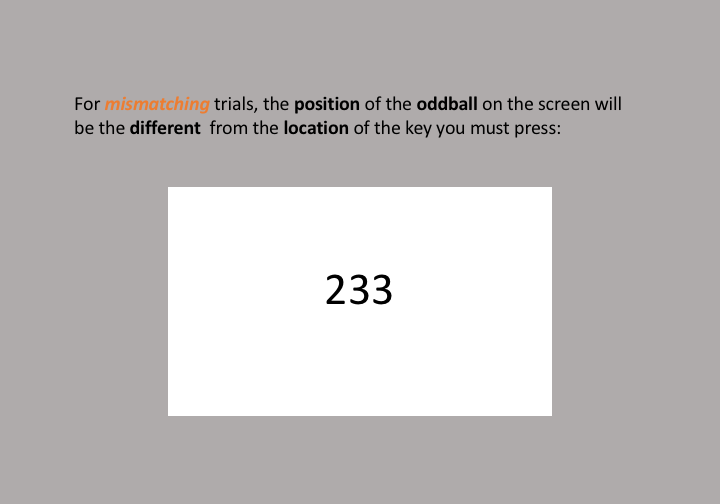 For mismatching trials, the position of the oddball on the screen will
be the different from the location of the key you must press:
233